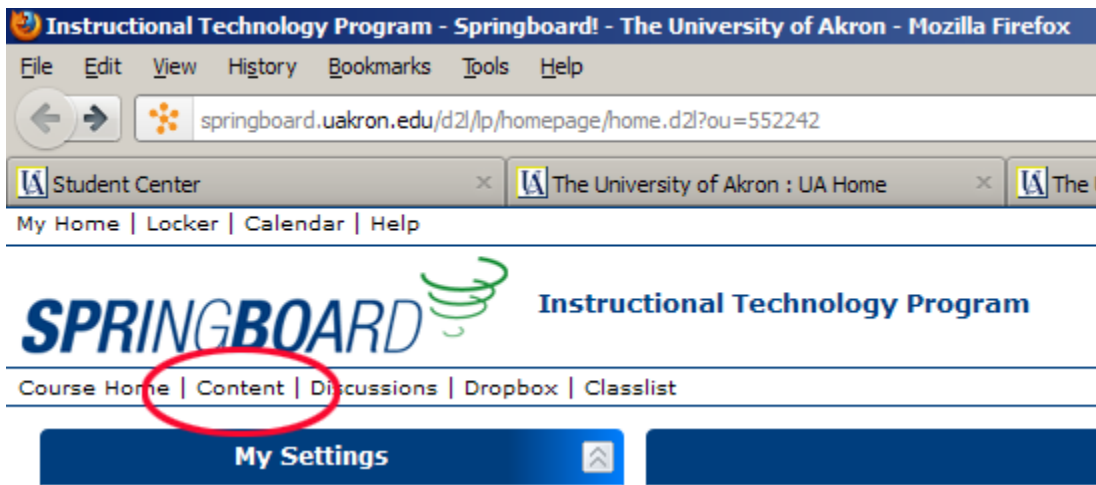 Instructional Technology Program - Springboard! - The University of Akron - Mozilla Firefox
File Edit View History Bookmarks Tools Help
springboard.uakron.edu/d2l/lp/homepage/home.d2l?ou=552242
Student Center The University of Akron : UA Home The
My Home | Locker | Calendar | Help
SPRINGBOARD Instructional Technology Program
Course Home | Content | Discussions | Dropbox | Classlist
My Settings